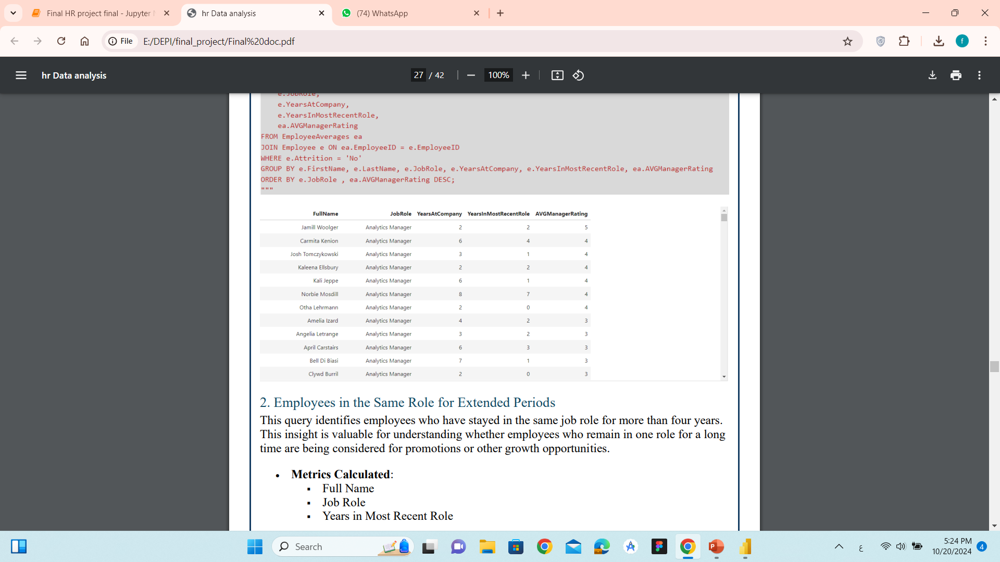 Final HR project final - Jupyter
hr Data analysis
(74) WhatsApp
File
E:/DEPI/final_project/Final%20doc.pdf
f
hr Data analysis
27 / 42
100%
e.JobRole,
e.YearsAtCompany,
e.YearsInMostRecentRole,
ea.AVGManagerRating
FROM EmployeeAverages ea
JOIN Employee e ON ea.EmployeeID = e.EmployeeID
WHERE e.Attrition = 'No'
GROUP BY e.FirstName, e.LastName, e.JobRole, e.YearsAtCompany, e.YearsInMostRecentRole, ea.AVGManagerRating
ORDER BY e.JobRole , ea.AVGManagerRating DESC;
"""
FullName JobRole YearsAtCompany YearsInMostRecentRole AVGManagerRating
Jamill Woolger Analytics Manager 2 2 5
Carmita Kenion Analytics Manager 6 4 4
Josh Tomczykowski Analytics Manager 3 1 4
Kaleena Ellsbury Analytics Manager 2 2 4
Kali Jeppe Analytics Manager 6 1 4
Norbie Mosdill Analytics Manager 8 7 4
Otha Lehrmann Analytics Manager 2 0 4
Amelia Izard Analytics Manager 4 2 3
Angelia Letrange Analytics Manager 3 2 3
April Carstairs Analytics Manager 6 3 3
Bell Di Biasi Analytics Manager 7 1 3
Clywd Burril Analytics Manager 2 0 3
2. Employees in the Same Role for Extended Periods
This query identifies employees who have stayed in the same job role for more than four years.
This insight is valuable for understanding whether employees who remain in one role for a long
time are being considered for promotions or other growth opportunities.
• Metrics Calculated:
▪ Full Name
▪ Job Role
▪ Years in Most Recent Role
Search
ع
5:24 PM
10/20/2024
4